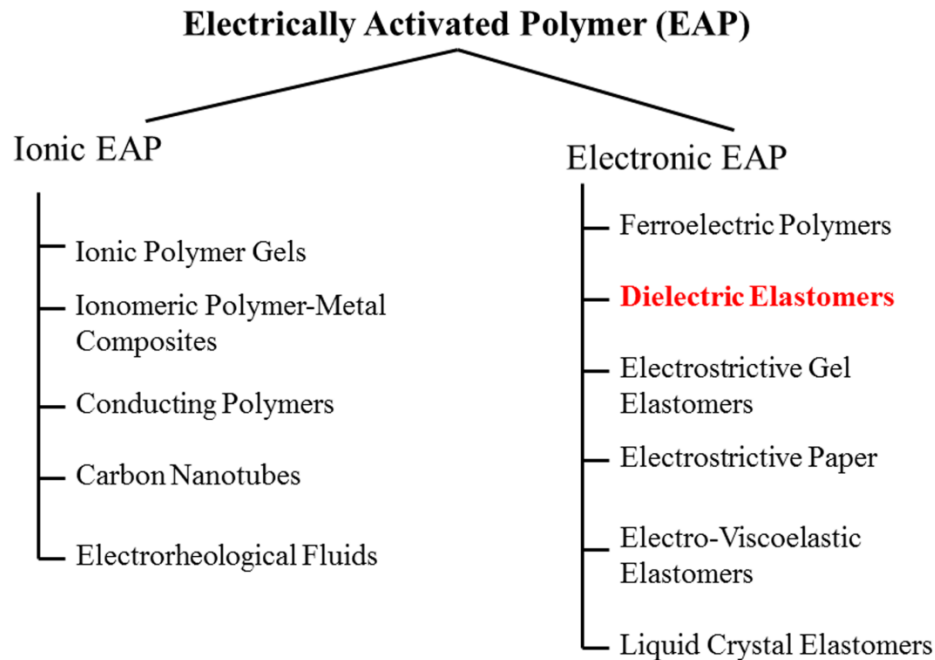 Electrically Activated Polymer (EAP)
Ionic EAP
Ionic Polymer Gels
Ionomeric Polymer-Metal
Composites
Conducting Polymers
Carbon Nanotubes
Electrorheological Fluids
Electronic EAP
Ferroelectric Polymers
Dielectric Elastomers
Electrostrictive Gel
Elastomers
Electrostrictive Paper
Electro-Viscoelastic
Elastomers
Liquid Crystal Elastomers